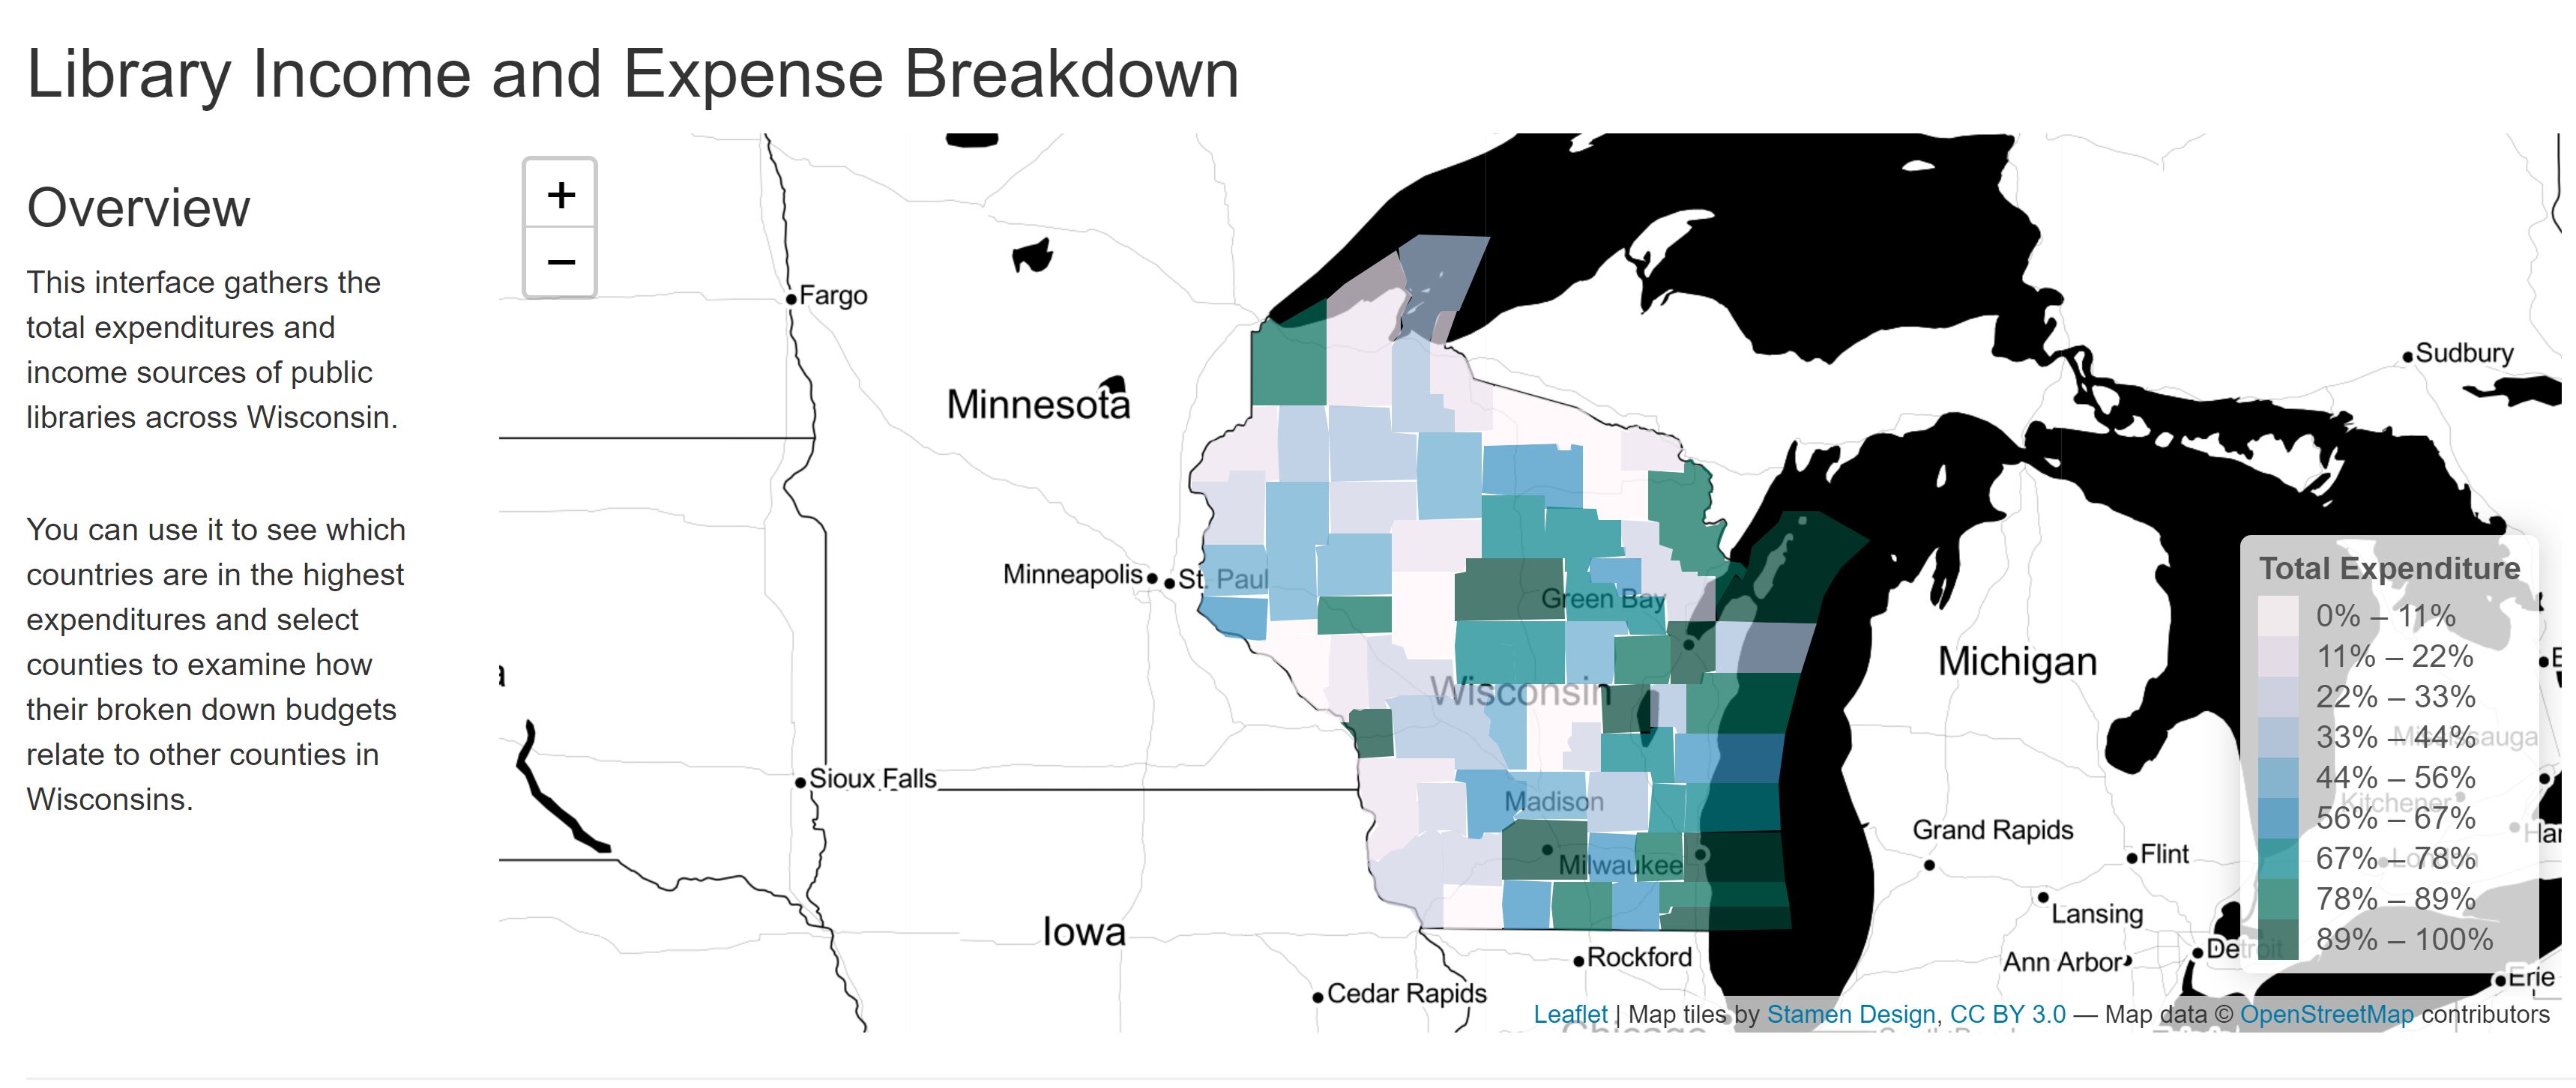 Library Income and Expense Breakdown
Overview
This interface gathers the
total expenditures and
income sources of public
libraries across Wisconsin.
You can use it to see which
countries are in the highest
expenditures and select
counties to examine how
their broken down budgets
relate to other counties in
Wisconsins.
+
−
Fargo
Sudbury
Minnesota
Minneapolis
St. Paul
Green Bay
Wisconsin
Michigan
Sioux Falls
Madison
Milwaukee
Grand Rapids
Flint
Lansing
Iowa
Rockford
Ann Arbor
Detroit
Cedar Rapids
Erie
Chicago
Mississauga
Kitchener
London
Total Expenditure
0% – 11%
11% – 22%
22% – 33%
33% – 44%
44% – 56%
56% – 67%
67% – 78%
78% – 89%
89% – 100%
Leaflet | Map tiles by Stamen Design, CC BY 3.0 — Map data © OpenStreetMap contributors